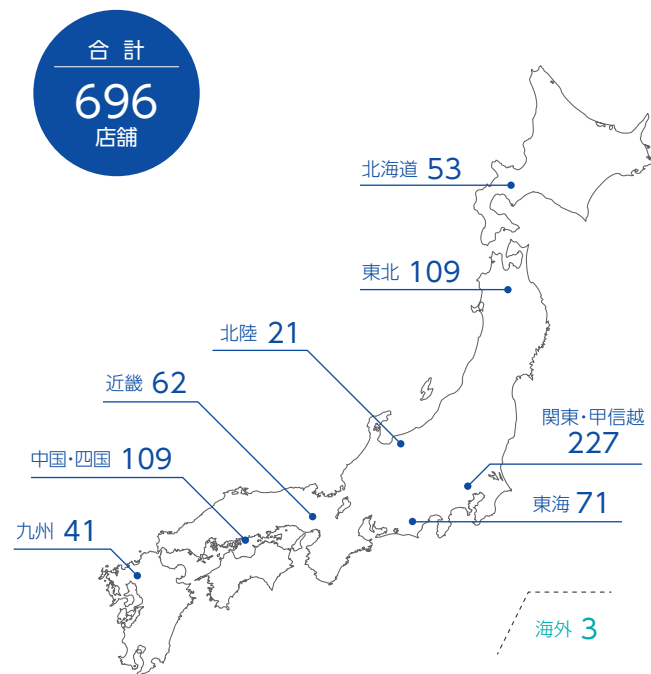 合計
696
店舗
北海道 53
東北 109
北陸 21
近畿 62
関東・甲信越
227
中国・四国 109
東海 71
九州 41
海外 3